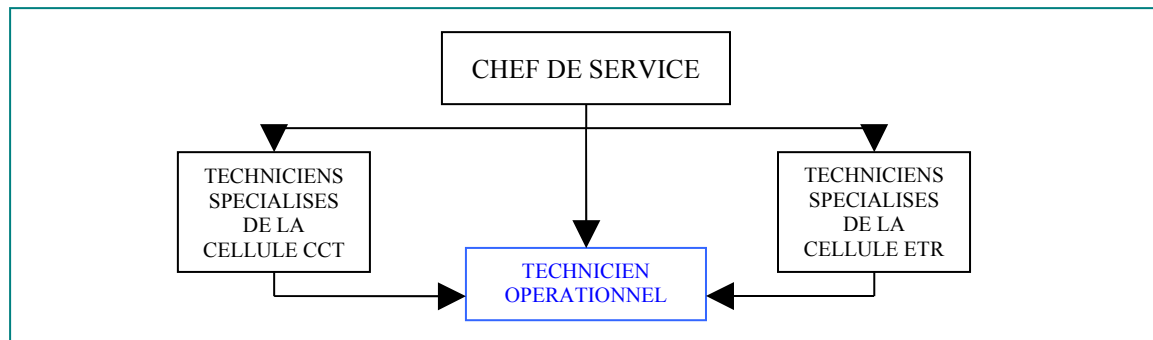 CHEF DE SERVICE
TECHNICIENS
SPECIALISES
DE LA
CELLULE CCT
TECHNICIENS
SPECIALISES
DE LA
CELLULE ETR
TECHNICIEN
OPERATIONNEL